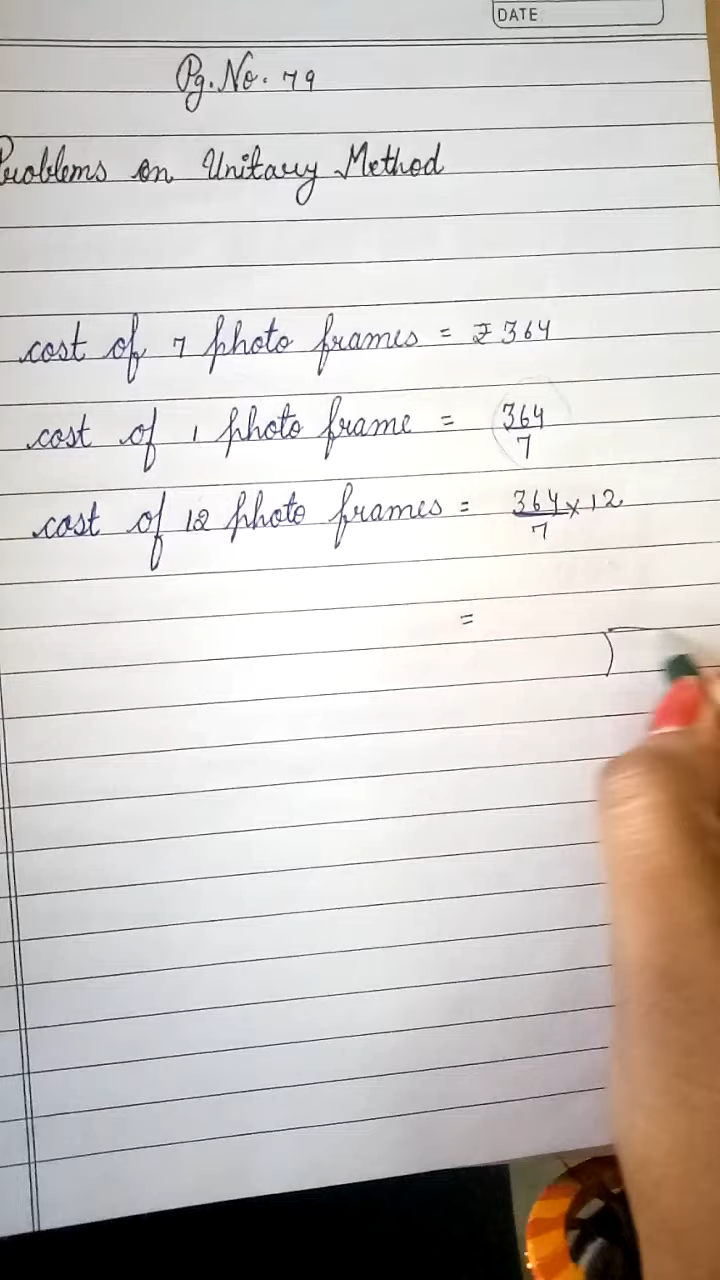 DATE
Pg. No. 79
Problems on Unitary Method
cost of 7 photo frames = ₹ 364
cost of 1 photo frame = 364/7
cost of 12 photo frames = 364/7 x 12
=